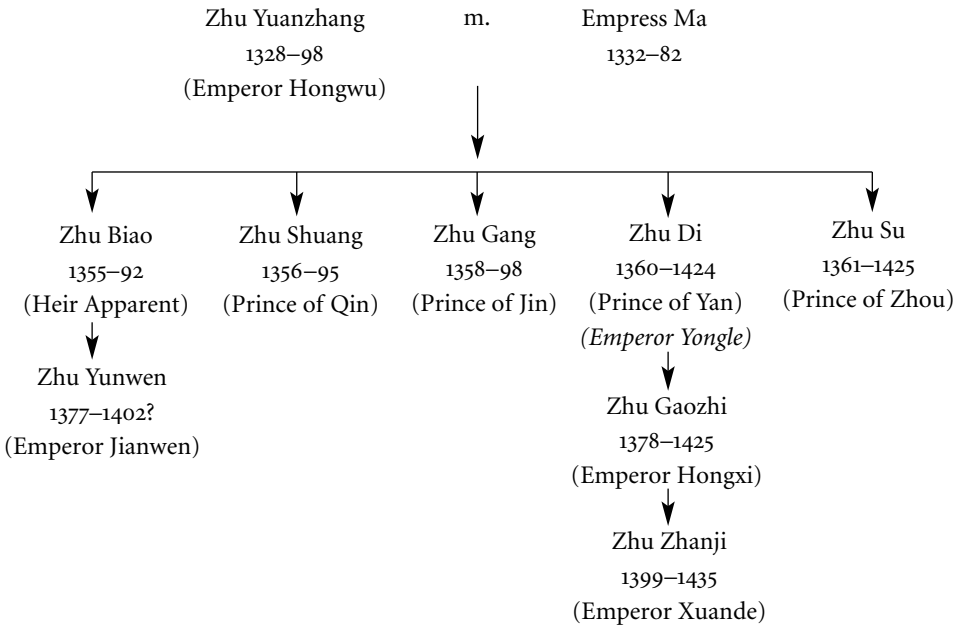 Zhu Yuanzhang m. Empress Ma
1328–98 1332–82
(Emperor Hongwu)
Zhu Biao Zhu Shuang Zhu Gang Zhu Di Zhu Su
1355–92 1356–95 1358–98 1360–1424 1361–1425
(Heir Apparent) (Prince of Qin) (Prince of Jin) (Prince of Yan) (Prince of Zhou)
(Emperor Yongle)
Zhu Yunwen
1377–1402?
(Emperor Jianwen)
Zhu Gaozhi
1378–1425
(Emperor Hongxi)
Zhu Zhanji
1399–1435
(Emperor Xuande)